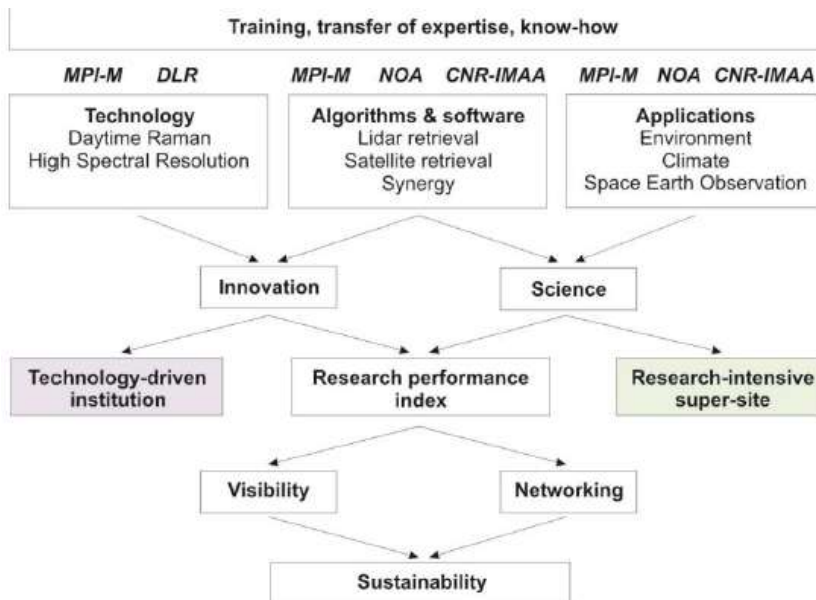 Training, transfer of expertise, know-how
MPI-M DLR
MPI-M NOA CNR-IMAA
MPI-M NOA CNR-IMAA
Technology
Daytime Raman
High Spectral Resolution
Algorithms & software
Lidar retrieval
Satellite retrieval
Synergy
Applications
Environment
Climate
Space Earth Observation
Innovation
Science
Technology-driven
institution
Research performance
index
Research-intensive
super-site
Visibility
Networking
Sustainability